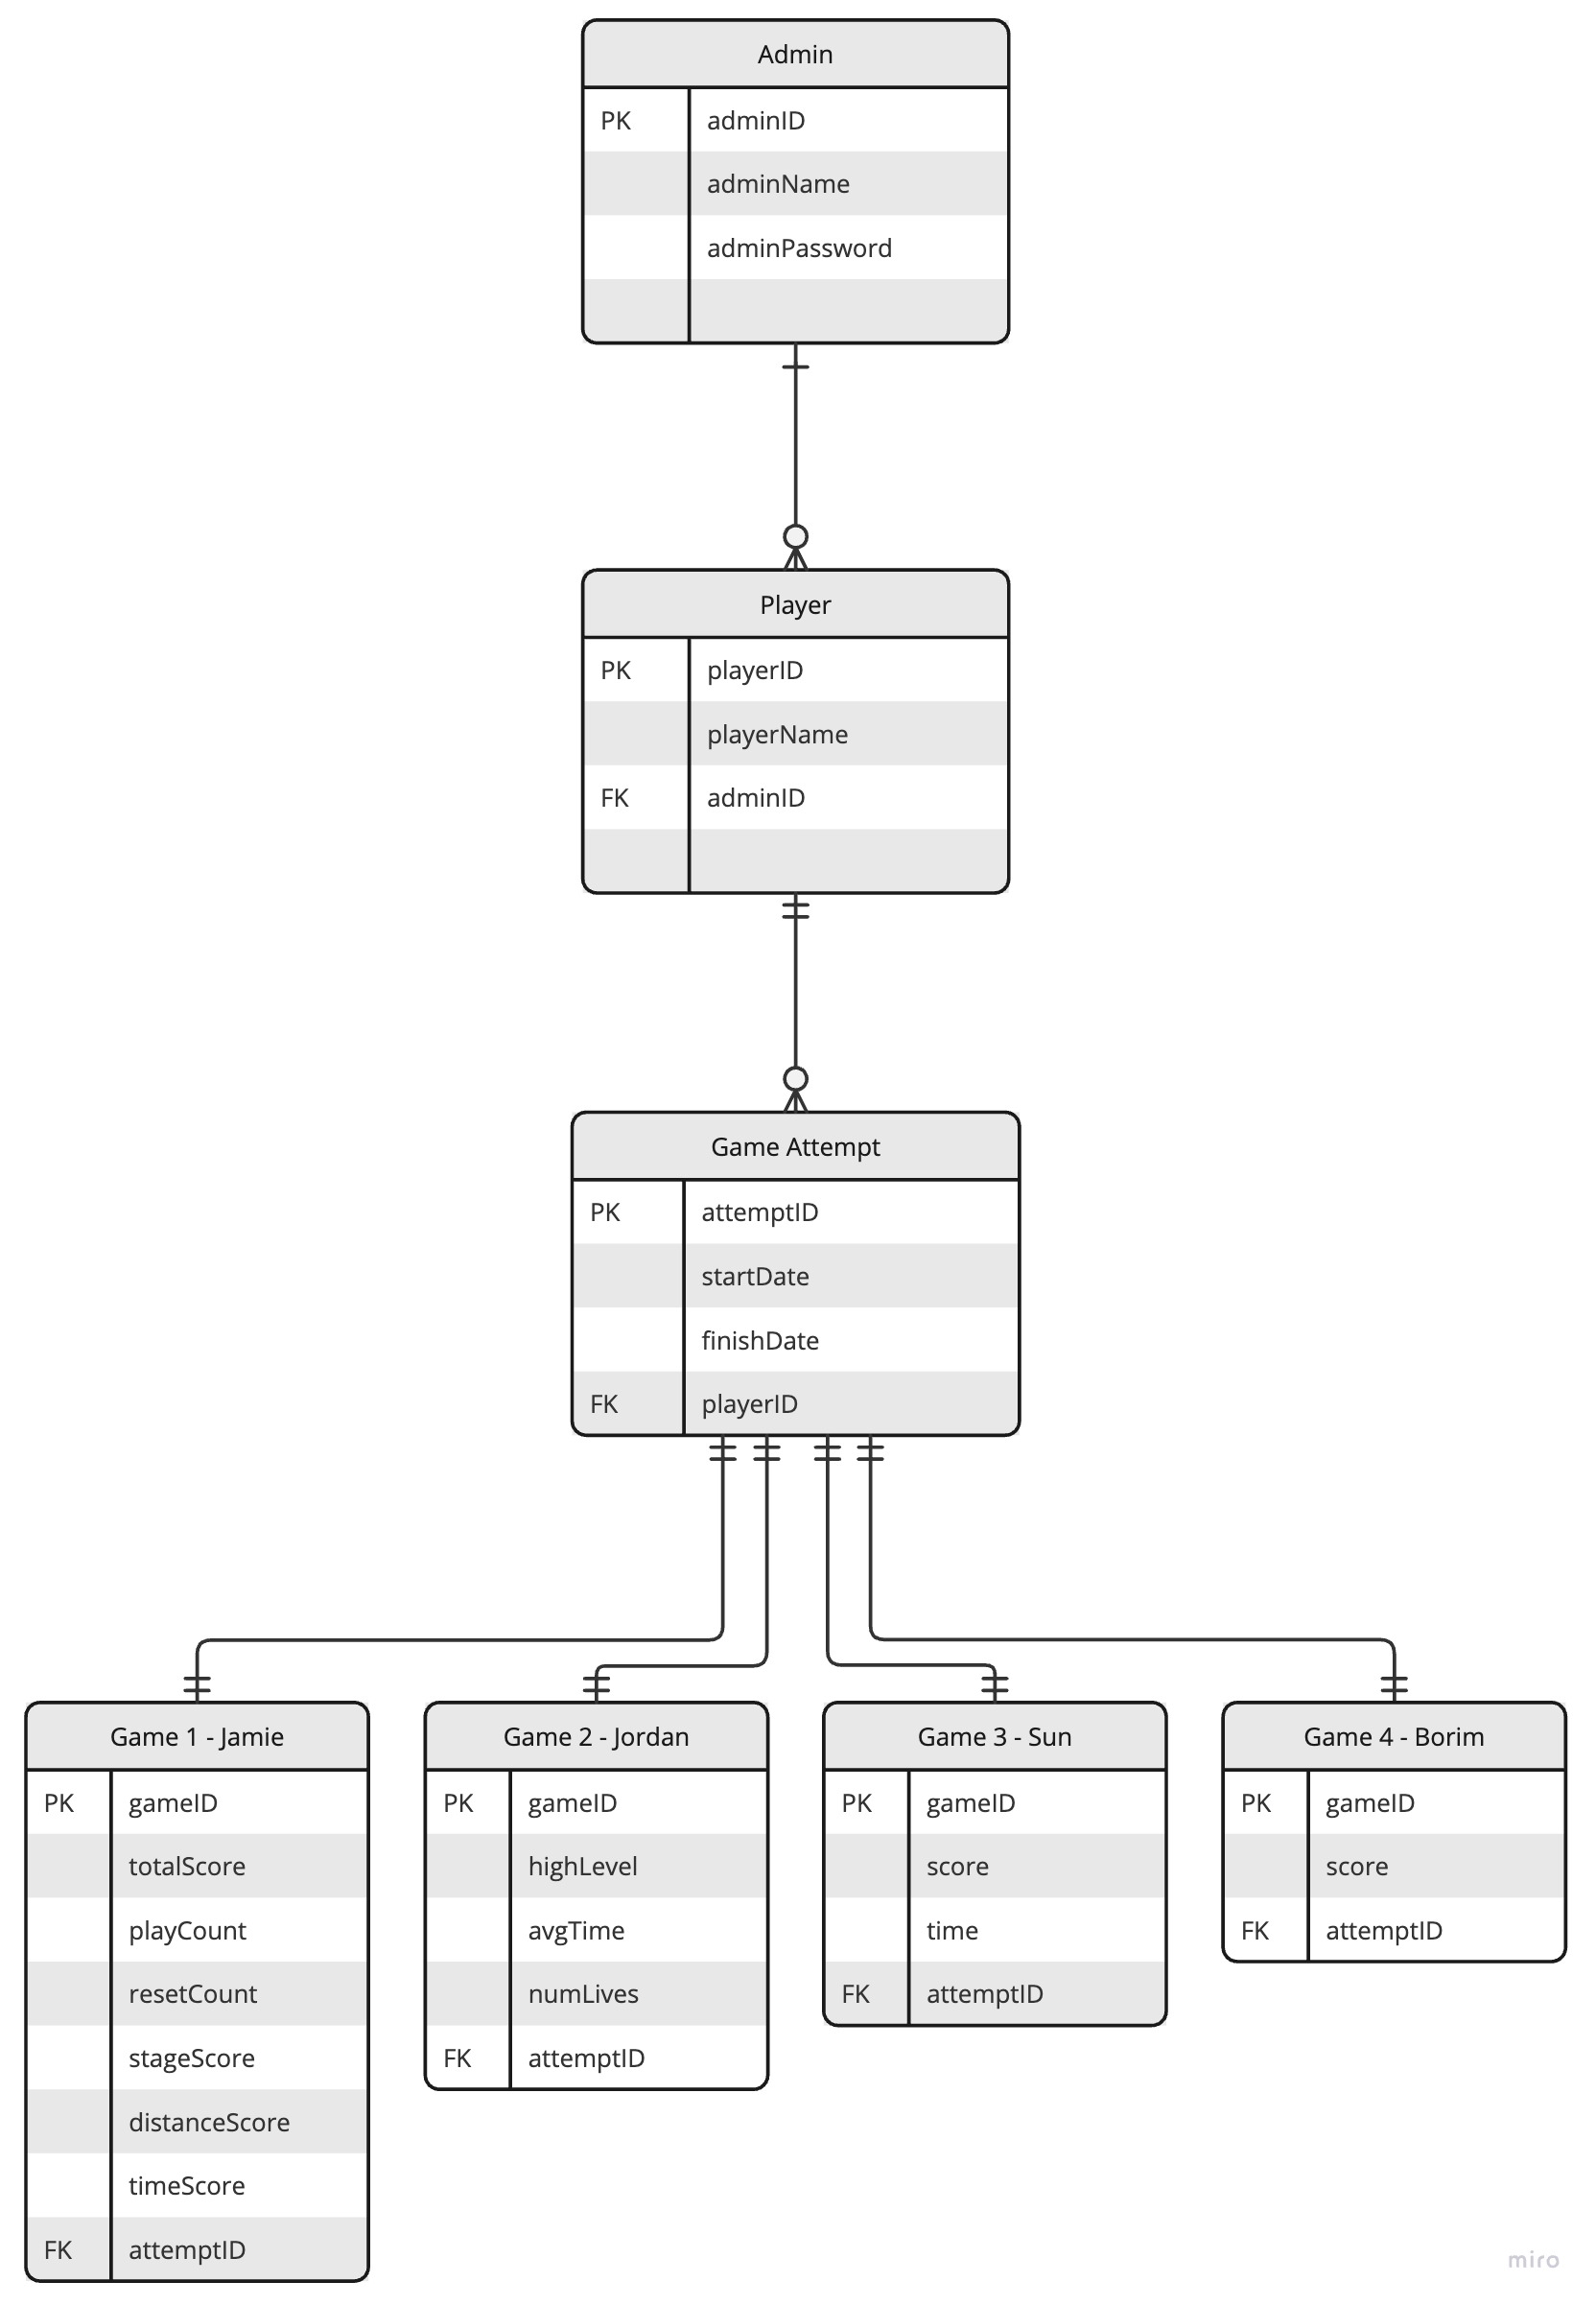 Admin
PK adminID
adminName
adminPassword
Player
PK playerID
playerName
FK adminID
Game Attempt
PK attemptID
startDate
finishDate
FK playerID
Game 1 - Jamie
PK gameID
totalScore
playCount
resetCount
stageScore
distanceScore
timeScore
FK attemptID
Game 2 - Jordan
PK gameID
highLevel
avgTime
numLives
FK attemptID
Game 3 - Sun
PK gameID
score
time
FK attemptID
Game 4 - Borim
PK gameID
score
FK attemptID
miro